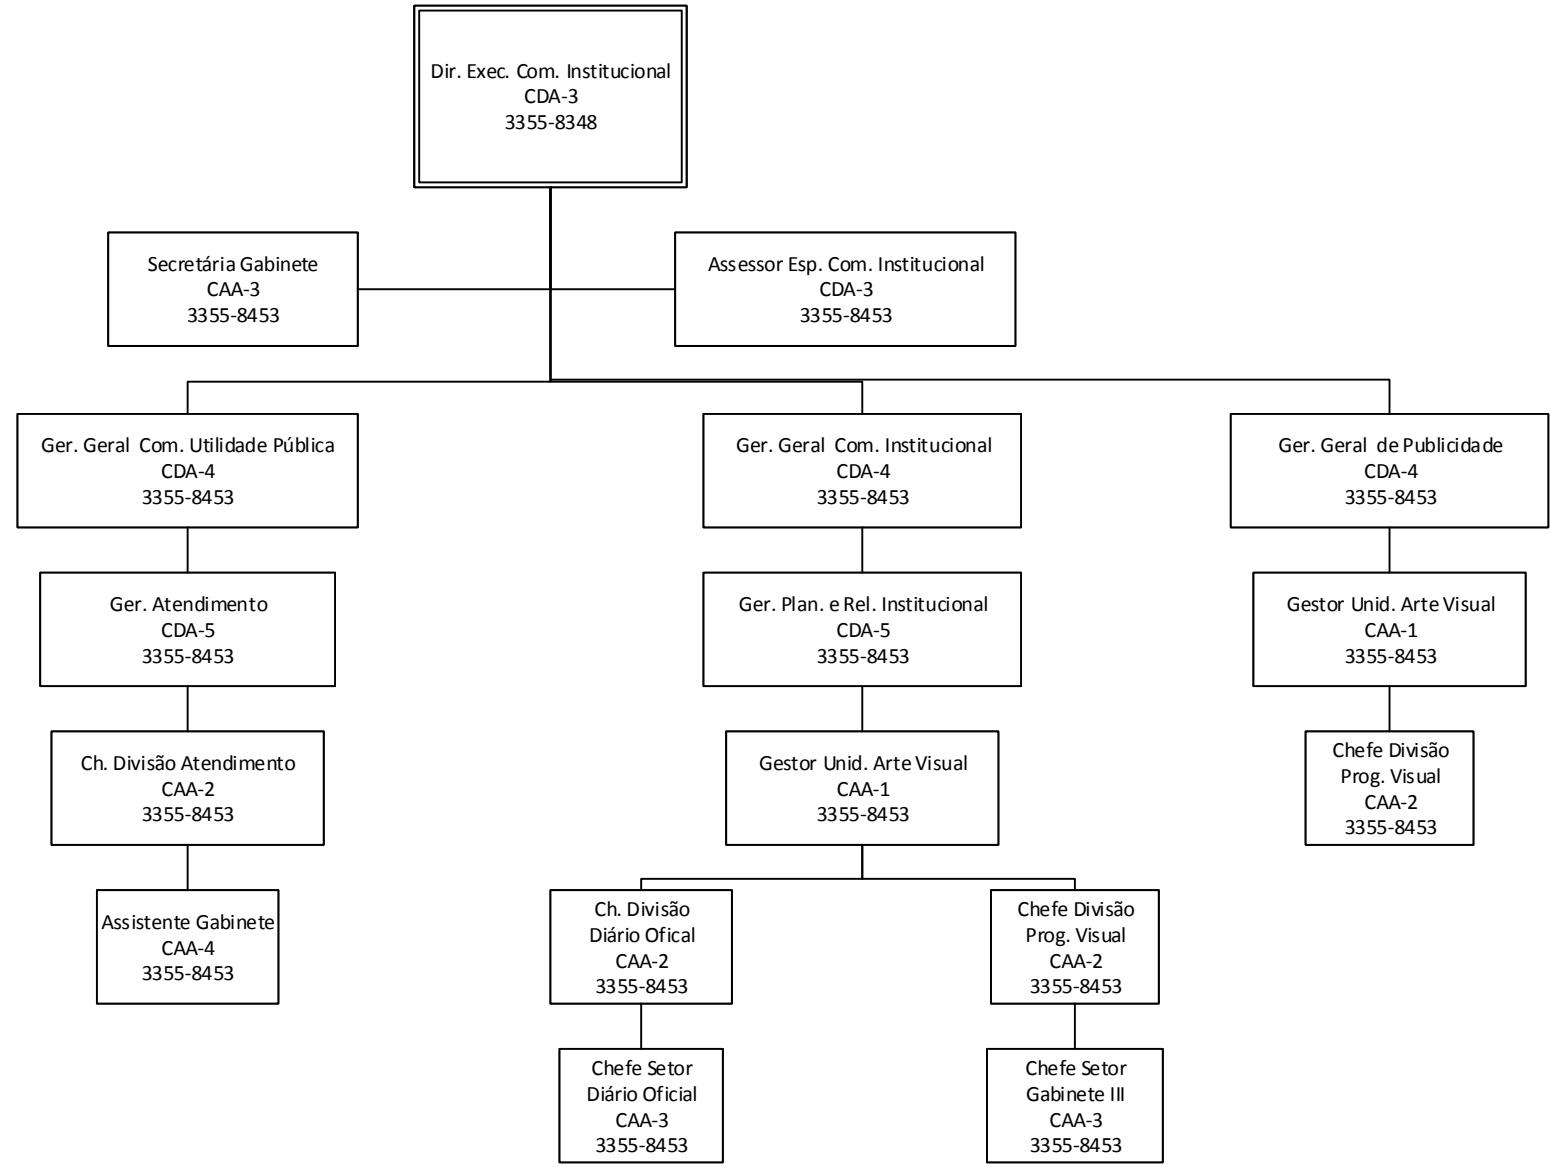 Dir. Exec. Com. Institucional
CDA-3
3355-8348
Secretária Gabinete
CAA-3
3355-8453
Assessor Esp. Com. Institucional
CDA-3
3355-8453
Ger. Geral Com. Utilidade Pública
CDA-4
3355-8453
Ger. Geral Com. Institucional
CDA-4
3355-8453
Ger. Geral de Publicidade
CDA-4
3355-8453
Ger. Atendimento
CDA-5
3355-8453
Ger. Plan. e Rel. Institucional
CDA-5
3355-8453
Gestor Unid. Arte Visual
CAA-1
3355-8453
Ch. Divisão Atendimento
CAA-2
3355-8453
Gestor Unid. Arte Visual
CAA-1
3355-8453
Chefe Divisão
Prog. Visual
CAA-2
3355-8453
Assistente Gabinete
CAA-4
3355-8453
Ch. Divisão
Diário Ofical
CAA-2
3355-8453
Chefe Divisão
Prog. Visual
CAA-2
3355-8453
Chefe Setor
Diário Oficial
CAA-3
3355-8453
Chefe Setor
Gabinete III
CAA-3
3355-8453